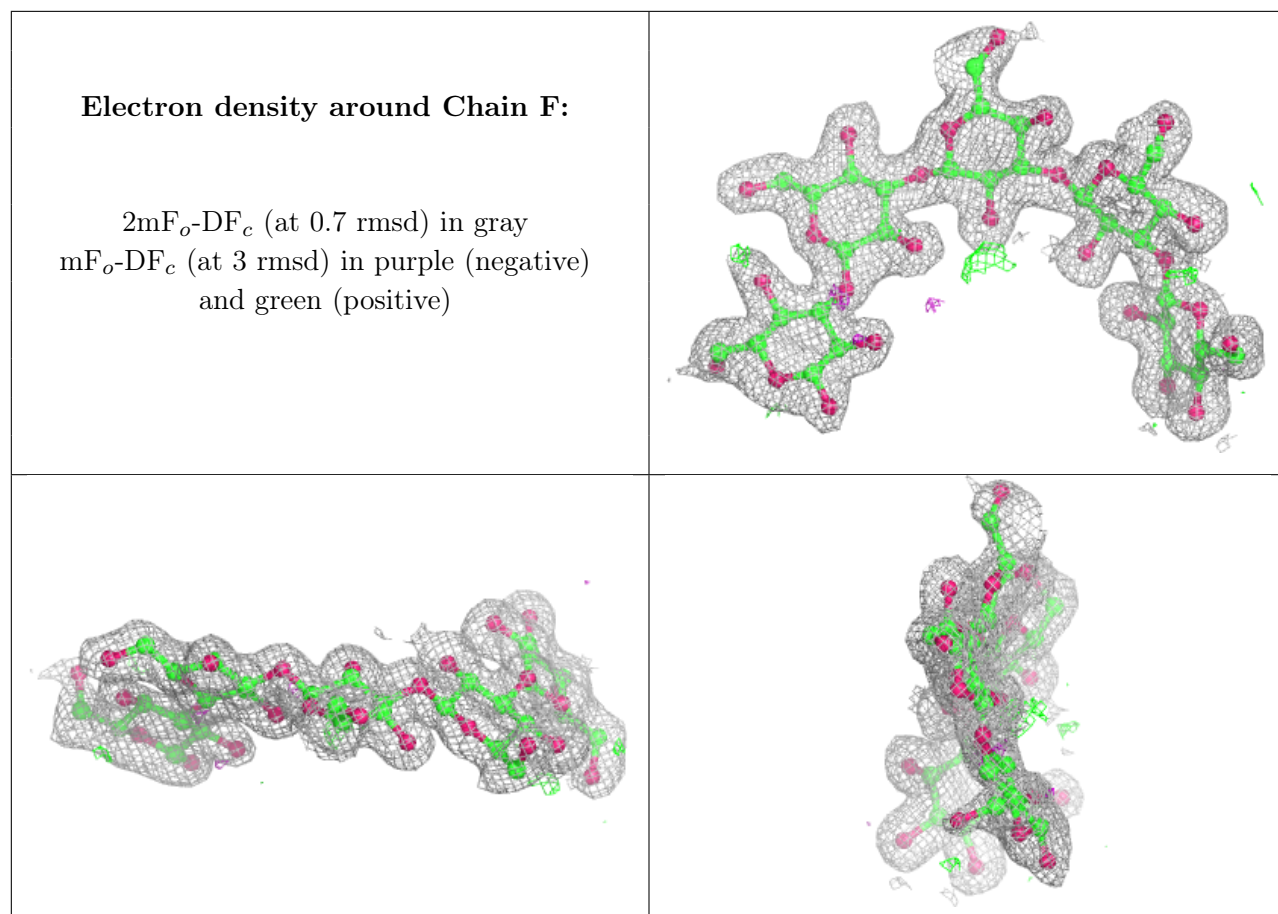 Electron density around Chain F:
2mF_o-DF_c (at 0.7 rmsd) in gray
mF_o-DF_c (at 3 rmsd) in purple (negative)
and green (positive)